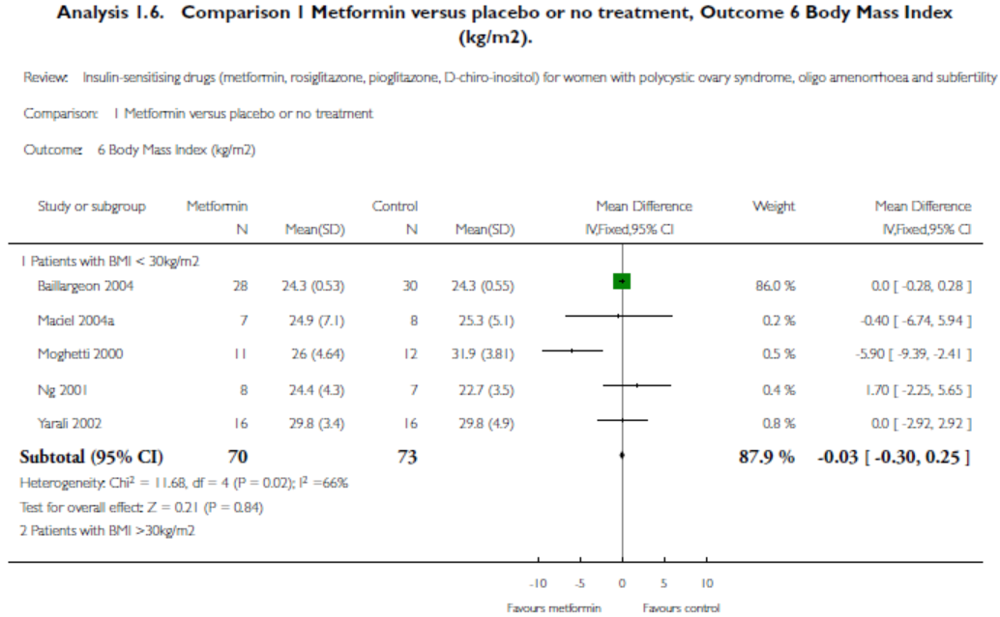 Analysis 1.6. Comparison 1 Metformin versus placebo or no treatment, Outcome 6 Body Mass Index
(kg/m2).
Review: Insulin-sensitising drugs (metformin, rosiglitazone, pioglitazone, D-chiro-inositol) for women with polycystic ovary syndrome, oligo amenorrhoea and subfertility
Comparison: 1 Metformin versus placebo or no treatment
Outcome: 6 Body Mass Index (kg/m2)
Study or subgroup Metformin Control Mean Difference Weight Mean Difference
N Mean(SD) N Mean(SD) IV,Fixed,95% CI IV,Fixed,95% CI
1 Patients with BMI < 30kg/m2
Baillargeon 2004 28 24.3 (0.53) 30 24.3 (0.55) 86.0 % 0.0 [ -0.28, 0.28 ]
Maciel 2004a 7 24.9 (7.1) 8 25.3 (5.1) 0.2 % -0.40 [ -6.74, 5.94 ]
Moghetti 2000 11 26 (4.64) 12 31.9 (3.81) 0.5 % -5.90 [ -9.39, -2.41 ]
Ng 2001 8 24.4 (4.3) 7 22.7 (3.5) 0.4 % 1.70 [ -2.25, 5.65 ]
Yarali 2002 16 29.8 (3.4) 16 29.8 (4.9) 0.8 % 0.0 [ -2.92, 2.92 ]
Subtotal (95% CI) 70 73 87.9 % -0.03 [ -0.30, 0.25 ]
Heterogeneity: Chi² = 11.68, df = 4 (P = 0.02); I² =66%
Test for overall effect: Z = 0.21 (P = 0.84)
2 Patients with BMI >30kg/m2
-10 -5 0 5 10
Favours metformin Favours control